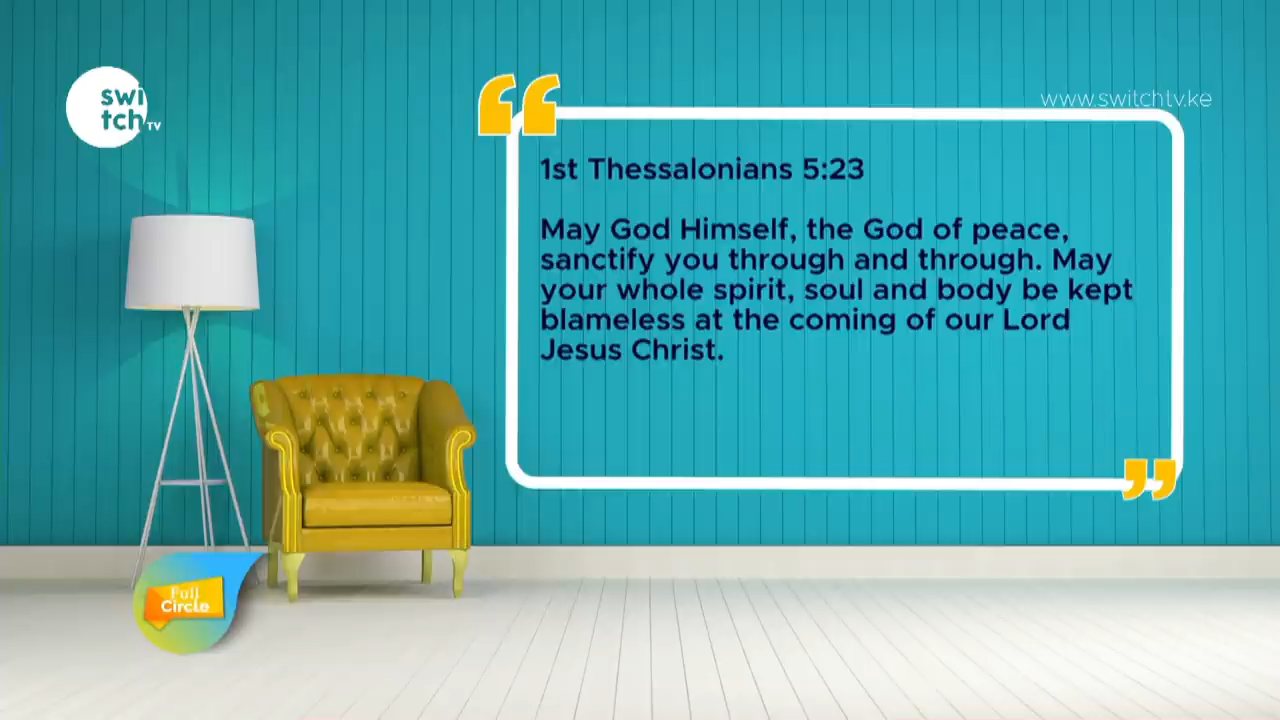 swi
tch TV
www.switchtv.ke
1st Thessalonians 5:23
May God Himself, the God of peace,
sanctify you through and through. May
your whole spirit, soul and body be kept
blameless at the coming of our Lord
Jesus Christ.
Full
Circle